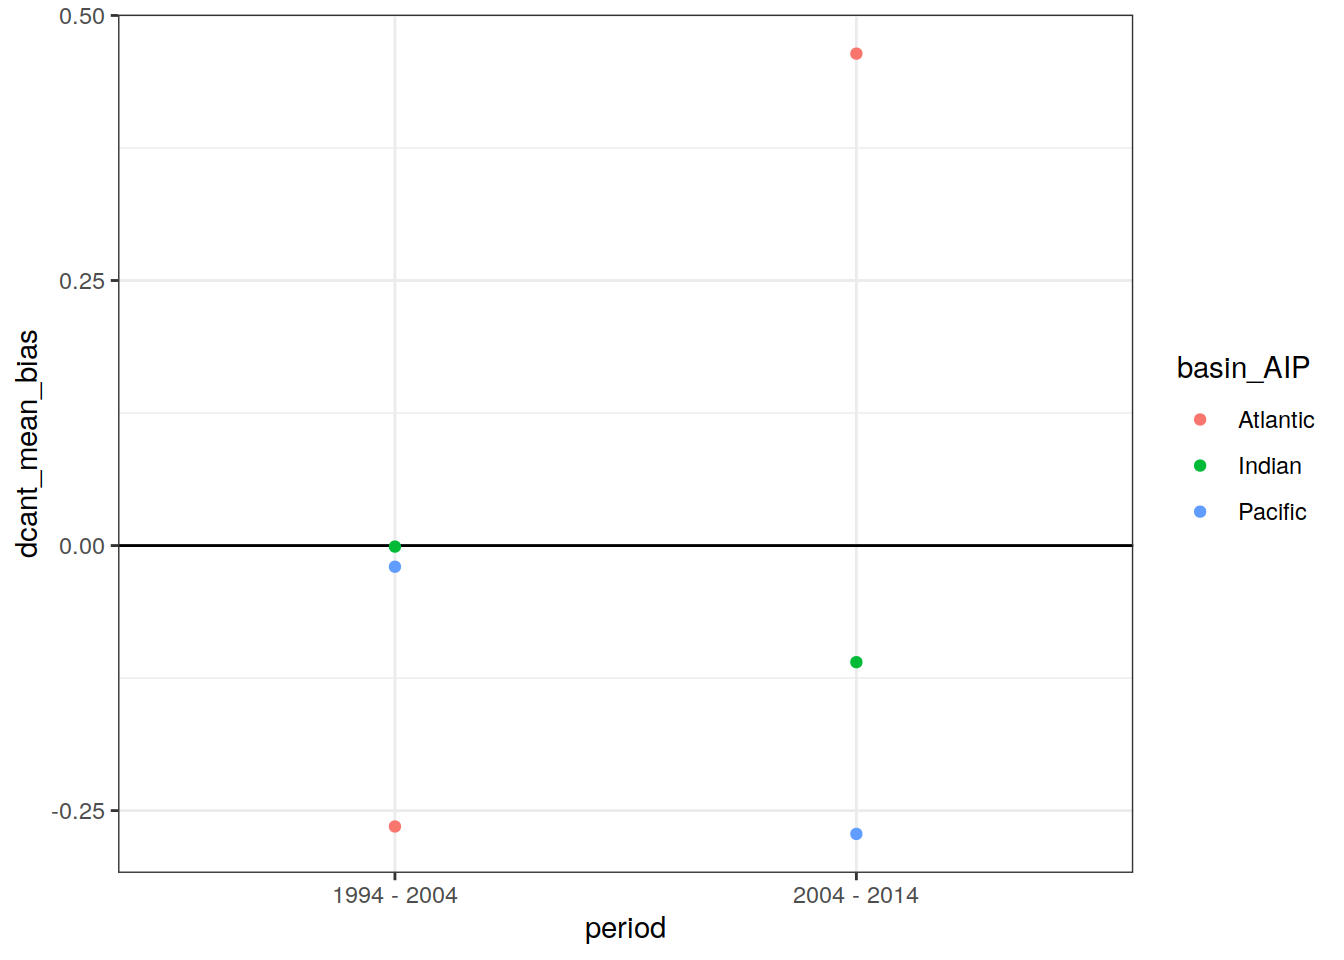 0.50
0.25
0.00
-0.25
dcant_mean_bias
1994 - 2004
2004 - 2014
period
basin_AIP
Atlantic
Indian
Pacific